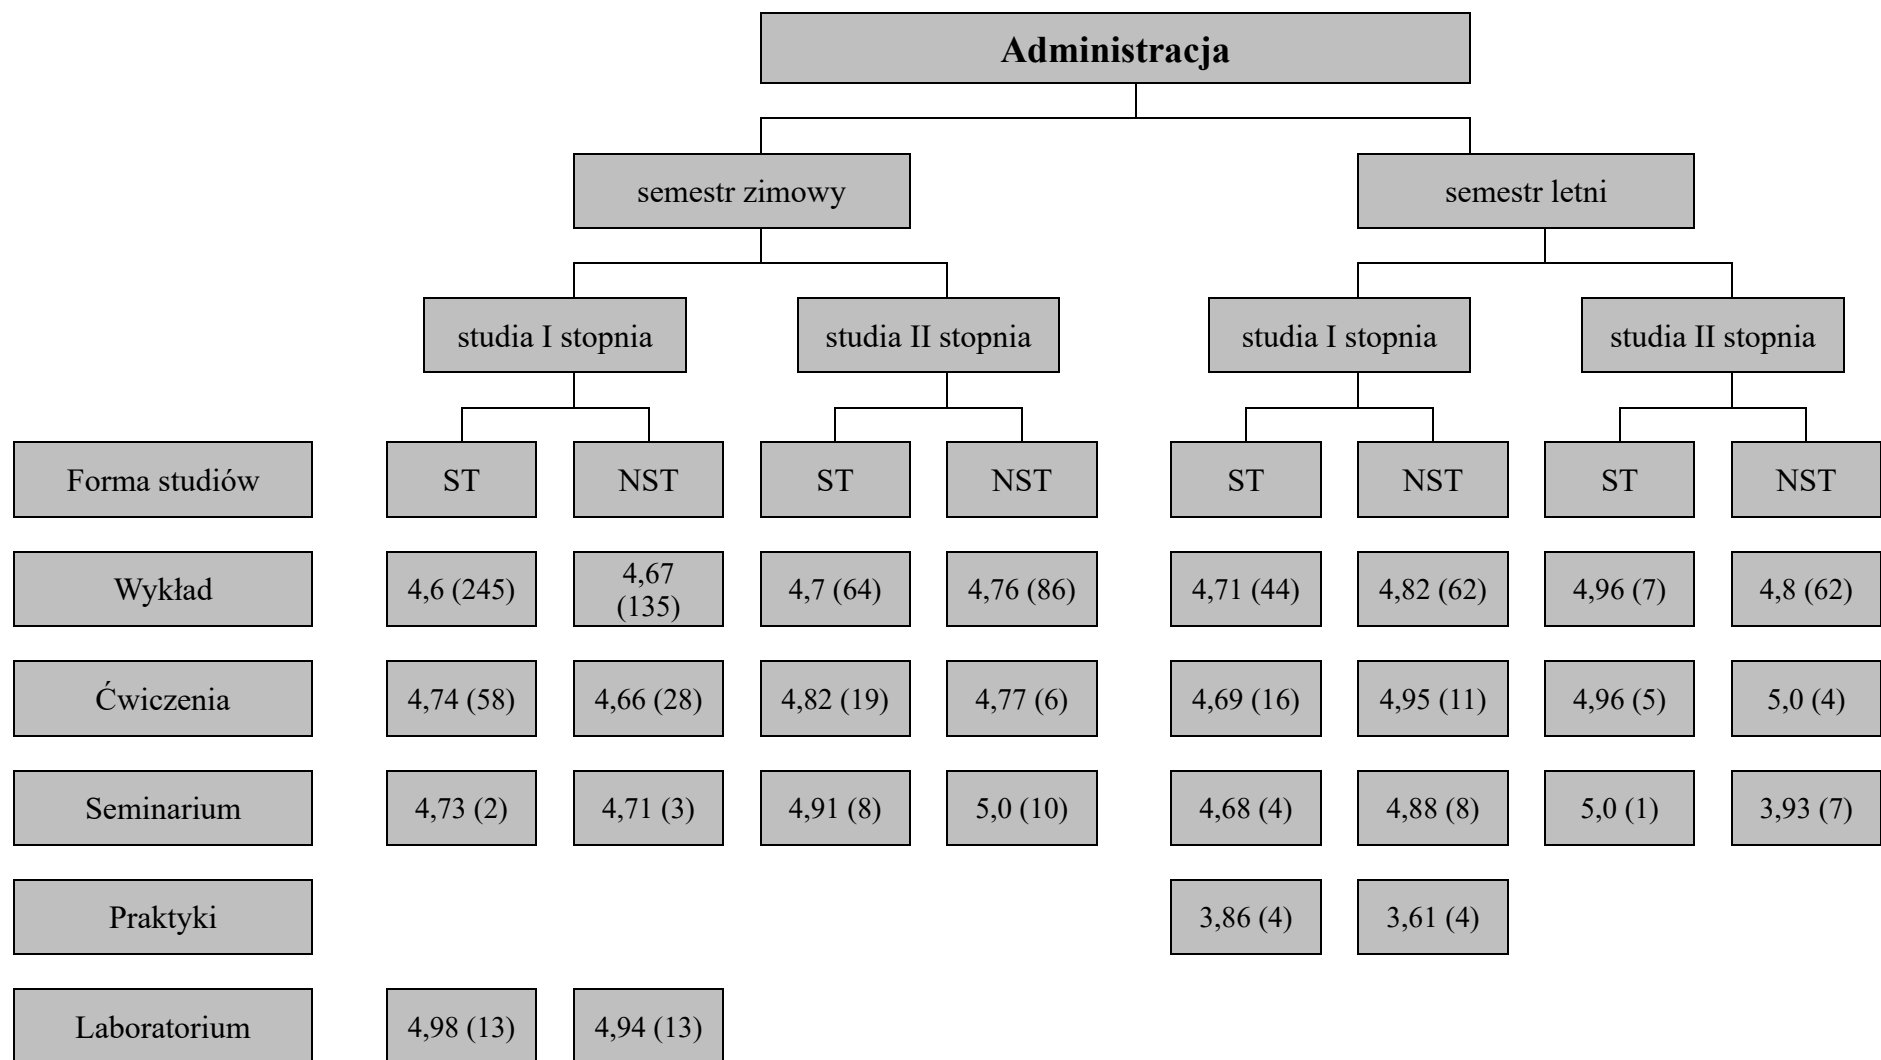 Administracja
semestr zimowy semestr letni
studia I stopnia studia II stopnia studia I stopnia studia II stopnia
Forma studiów ST NST ST NST ST NST ST NST
Wykład 4,6 (245) 4,67 (135) 4,7 (64) 4,76 (86) 4,71 (44) 4,82 (62) 4,96 (7) 4,8 (62)
Ćwiczenia 4,74 (58) 4,66 (28) 4,82 (19) 4,77 (6) 4,69 (16) 4,95 (11) 4,96 (5) 5,0 (4)
Seminarium 4,73 (2) 4,71 (3) 4,91 (8) 5,0 (10) 4,68 (4) 4,88 (8) 5,0 (1) 3,93 (7)
Praktyki 3,86 (4) 3,61 (4)
Laboratorium 4,98 (13) 4,94 (13)